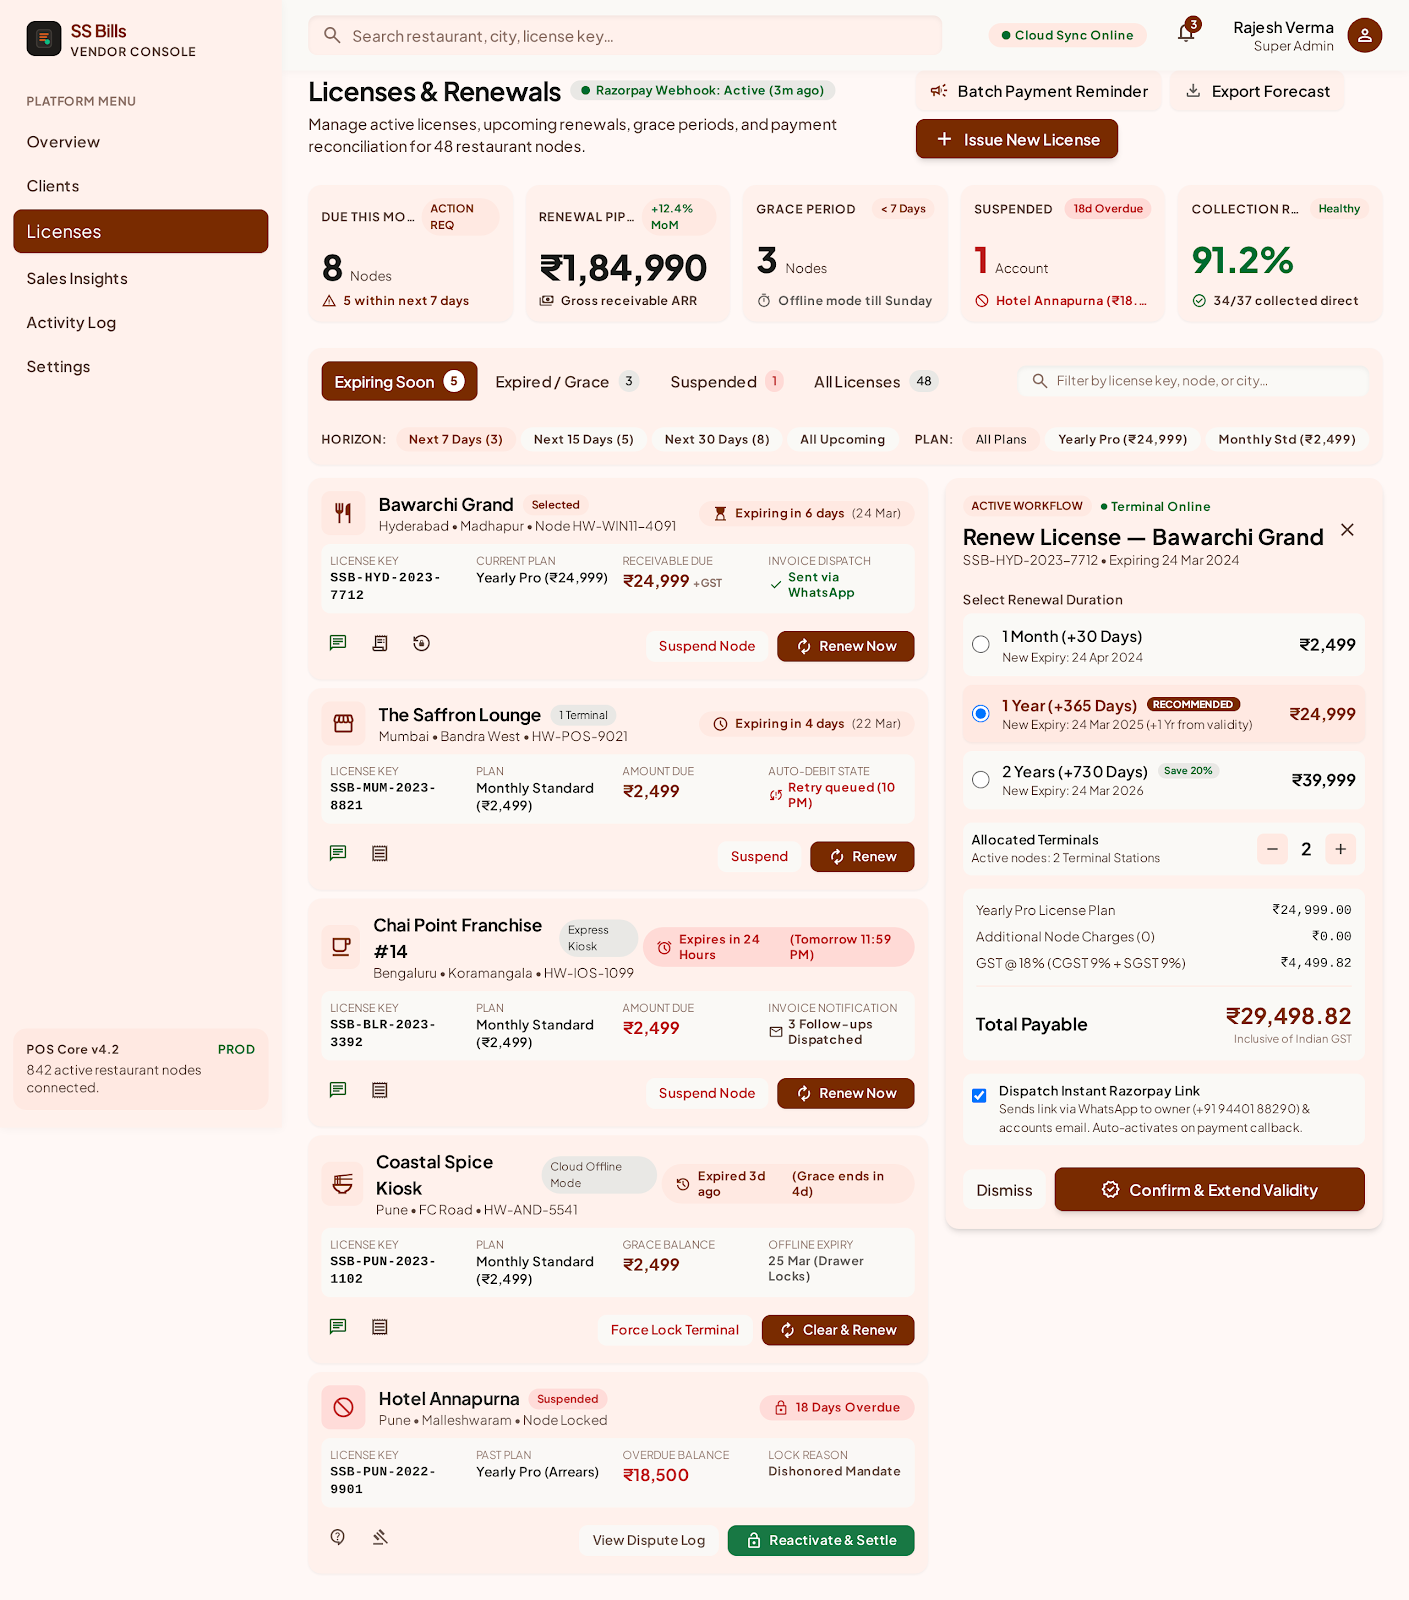 SS Bills
VENDOR CONSOLE
PLATFORM MENU
Overview
Clients
Licenses
Sales Insights
Activity Log
Settings
POS Core v4.2 PROD
842 active restaurant nodes
connected.
Search restaurant, city, license key...
Cloud Sync Online
3
Rajesh Verma
Super Admin
Licenses & Renewals
Razorpay Webhook: Active (3m ago)
Manage active licenses, upcoming renewals, grace periods, and payment
reconciliation for 48 restaurant nodes.
Batch Payment Reminder
Export Forecast
Issue New License
DUE THIS MO...
ACTION
REQ
8 Nodes
5 within next 7 days
RENEWAL PIP...
+12.4%
MoM
₹1,84,990
Gross receivable ARR
GRACE PERIOD
< 7 Days
3 Nodes
Offline mode till Sunday
SUSPENDED
18d Overdue
1 Account
Hotel Annapurna (₹18....
COLLECTION R...
Healthy
91.2%
34/37 collected direct
Expiring Soon 5
Expired / Grace 3
Suspended 1
All Licenses 48
Filter by license key, node, or city...
HORIZON: Next 7 Days (3) Next 15 Days (5) Next 30 Days (8) All Upcoming PLAN: All Plans Yearly Pro (₹24,999) Monthly Std (₹2,499)
Bawarchi Grand Selected
Hyderabad • Madhapur • Node HW-WIN11-4091
Expiring in 6 days (24 Mar)
LICENSE KEY
SSB-HYD-2023-
7712
CURRENT PLAN
Yearly Pro (₹24,999)
RECEIVABLE DUE
₹24,999 +GST
INVOICE DISPATCH
Sent via
WhatsApp
Suspend Node
Renew Now
The Saffron Lounge 1 Terminal
Mumbai • Bandra West • HW-POS-9021
Expiring in 4 days (22 Mar)
LICENSE KEY
SSB-MUM-2023-
8821
PLAN
Monthly Standard
(₹2,499)
AMOUNT DUE
₹2,499
AUTO-DEBIT STATE
Retry queued (10
PM)
Suspend
Renew
Chai Point Franchise
#14
Express
Kiosk
Bengaluru • Koramangala • HW-IOS-1099
Expires in 24
Hours
(Tomorrow 11:59
PM)
LICENSE KEY
SSB-BLR-2023-
3392
PLAN
Monthly Standard
(₹2,499)
AMOUNT DUE
₹2,499
INVOICE NOTIFICATION
3 Follow-ups
Dispatched
Suspend Node
Renew Now
Coastal Spice
Kiosk
Cloud Offline
Mode
Pune • FC Road • HW-AND-5541
Expired 3d
ago
(Grace ends in
4d)
LICENSE KEY
SSB-PUN-2023-
1102
PLAN
Monthly Standard
(₹2,499)
GRACE BALANCE
₹2,499
OFFLINE EXPIRY
25 Mar (Drawer
Locks)
Force Lock Terminal
Clear & Renew
Hotel Annapurna Suspended
Pune • Malleshwaram • Node Locked
18 Days Overdue
LICENSE KEY
SSB-PUN-2022-
9901
PAST PLAN
Yearly Pro (Arrears)
OVERDUE BALANCE
₹18,500
LOCK REASON
Dishonored Mandate
View Dispute Log
Reactivate & Settle
ACTIVE WORKFLOW
Terminal Online
Renew License — Bawarchi Grand
SSB-HYD-2023-7712 • Expiring 24 Mar 2024
Select Renewal Duration
1 Month (+30 Days)
New Expiry: 24 Apr 2024
₹2,499
1 Year (+365 Days) RECOMMENDED
New Expiry: 24 Mar 2025 (+1 Yr from validity)
₹24,999
2 Years (+730 Days) Save 20%
New Expiry: 24 Mar 2026
₹39,999
Allocated Terminals
Active nodes: 2 Terminal Stations
− 2 +
Yearly Pro License Plan ₹24,999.00
Additional Node Charges (0) ₹0.00
GST @ 18% (CGST 9% + SGST 9%) ₹4,499.82
Total Payable ₹29,498.82
Inclusive of Indian GST
Dispatch Instant Razorpay Link
Sends link via WhatsApp to owner (+91 94401 88290) &
accounts email. Auto-activates on payment callback.
Dismiss
Confirm & Extend Validity